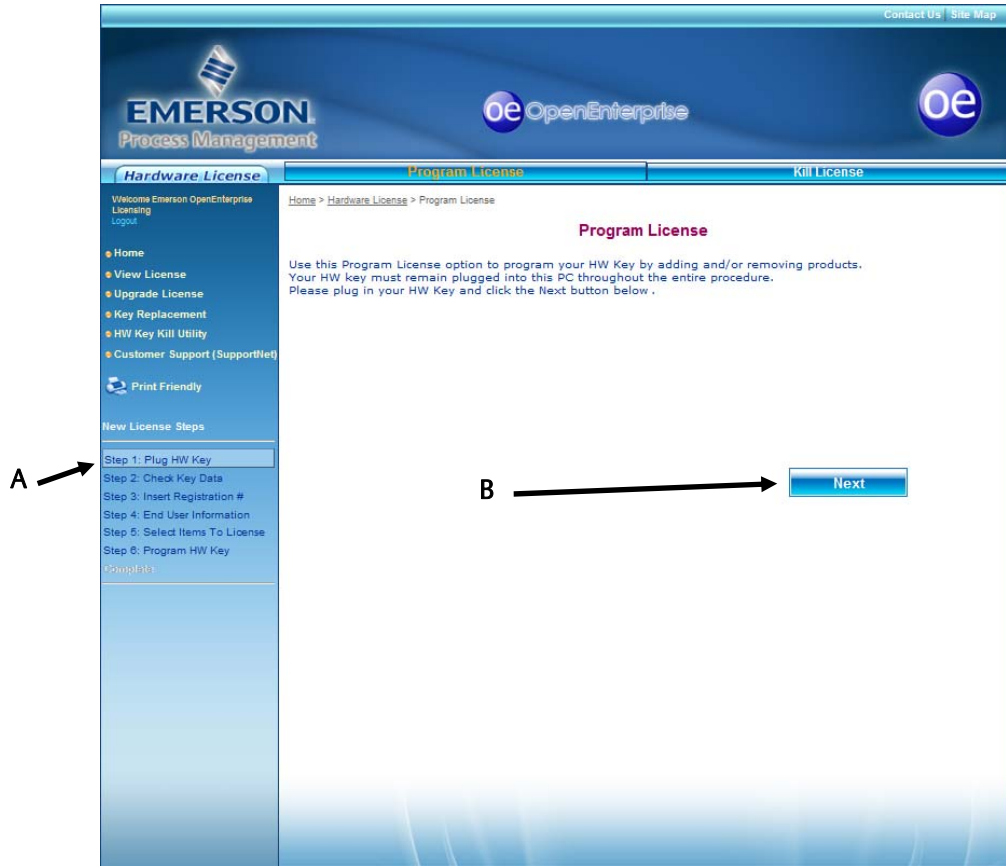 Contact Us | Site Map
EMERSON.
Process Management
oe OpenEnterprise
oe
Hardware License
Program License
Kill License
Welcome Emerson OpenEnterprise
Licensing
Logout
Home > Hardware License > Program License
Program License
Use this Program License option to program your HW Key by adding and/or removing products.
Your HW key must remain plugged into this PC throughout the entire procedure.
Please plug in your HW Key and click the Next button below .
Home
View License
Upgrade License
Key Replacement
HW Key Kill Utility
Customer Support (SupportNet)
Print Friendly
New License Steps
A
Step 1: Plug HW Key
Step 2: Check Key Data
Step 3: Insert Registration #
Step 4: End User Information
Step 5: Select Items To License
Step 6: Program HW Key
Complete
B
Next